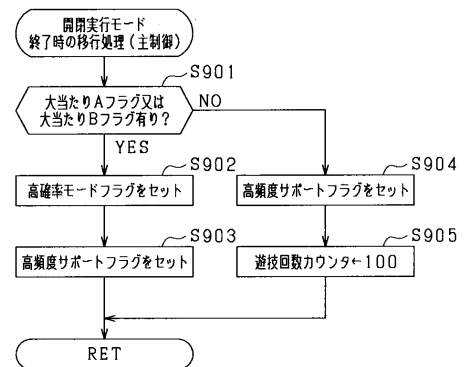 開閉実行モード
終了時の移行処理(主制御)
S901
大当たりAフラグ又は
大当たりBフラグ有り?
NO
YES
S902
高確率モードフラグをセット
S903
高頻度サポートフラグをセット
S904
高頻度サポートフラグをセット
S905
遊技回数カウンタ←100
RET